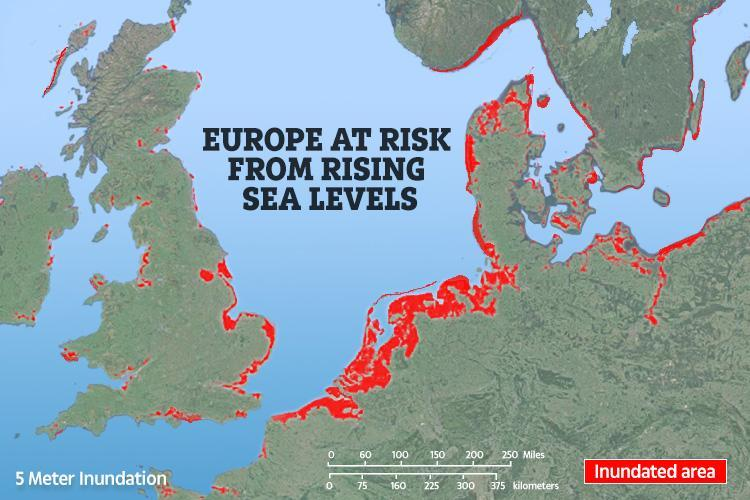 EUROPE AT RISK
FROM RISING
SEA LEVELS
0 60 100 150 200 250 Miles
0 75 160 225 300 375 kilometers
5 Meter Inundation
Inundated area